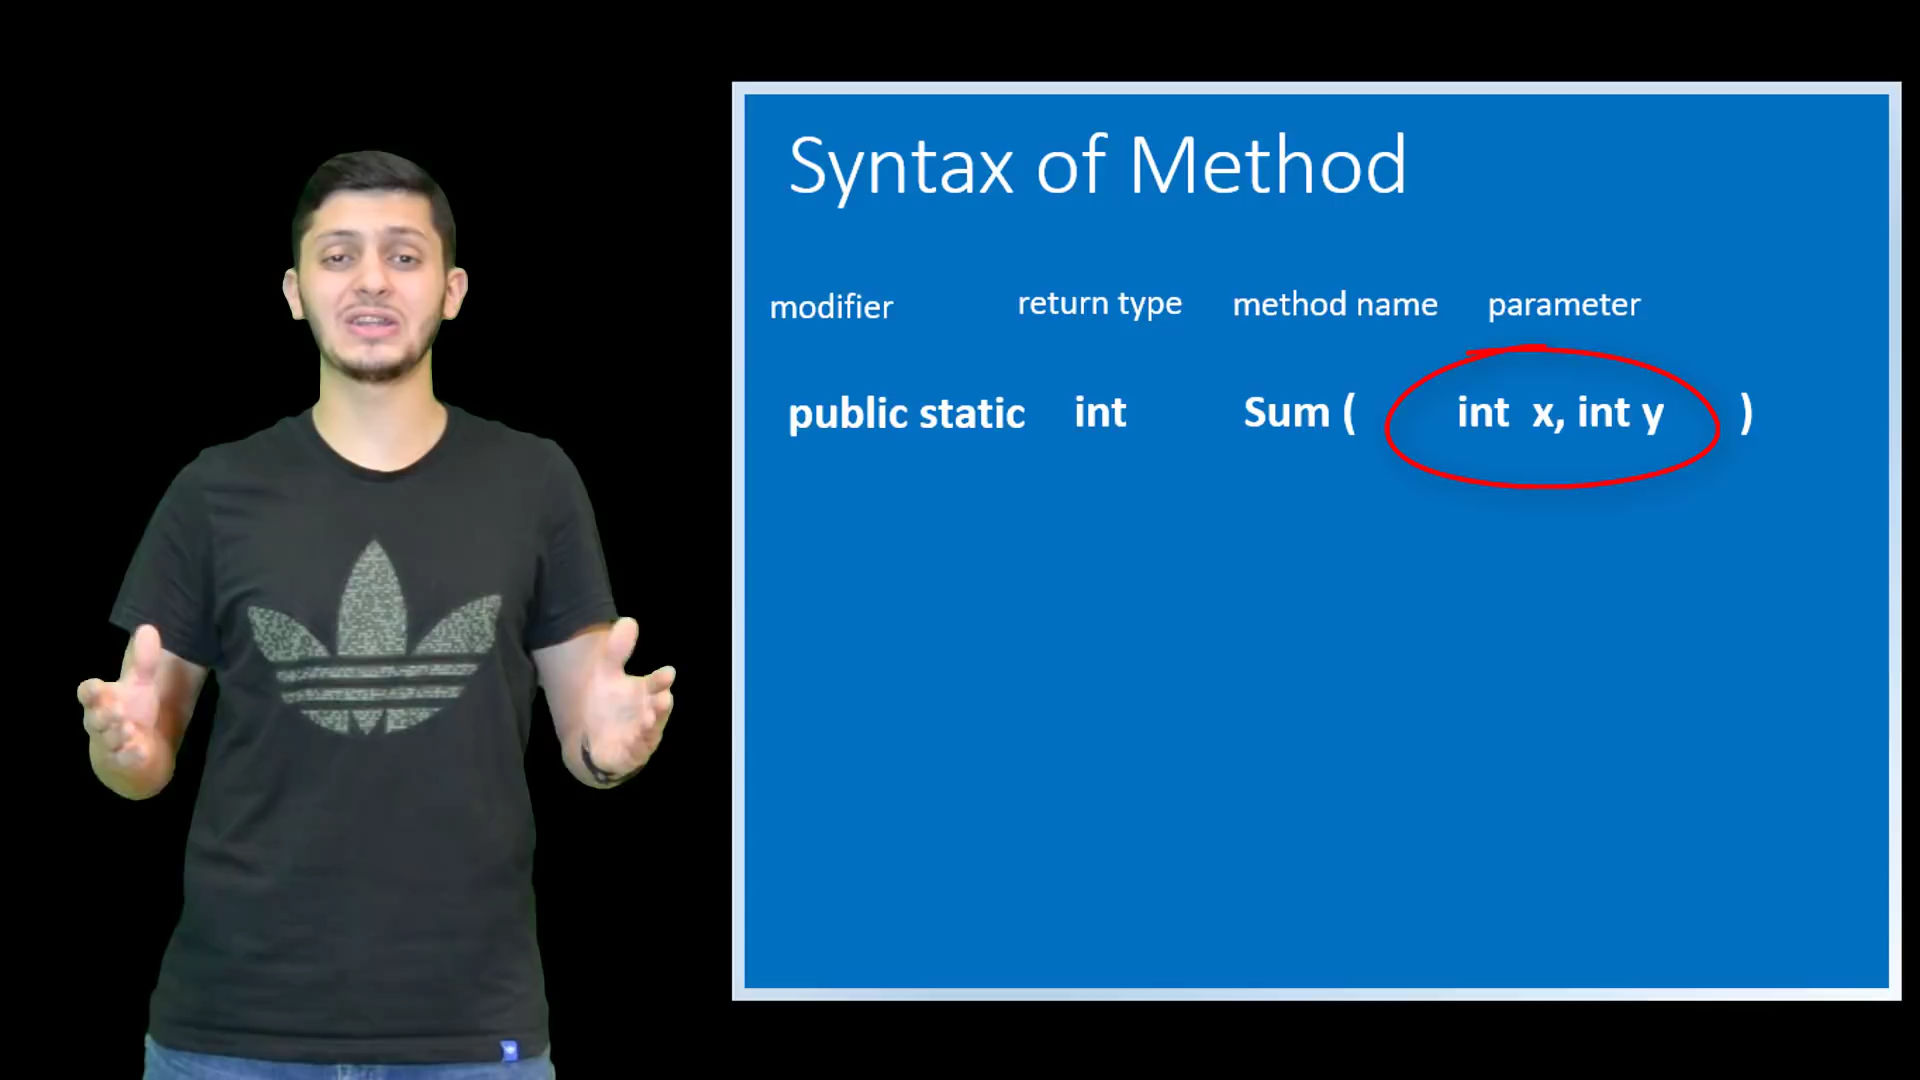 Syntax of Method
modifier return type method name parameter
public static int Sum ( int x, int y )